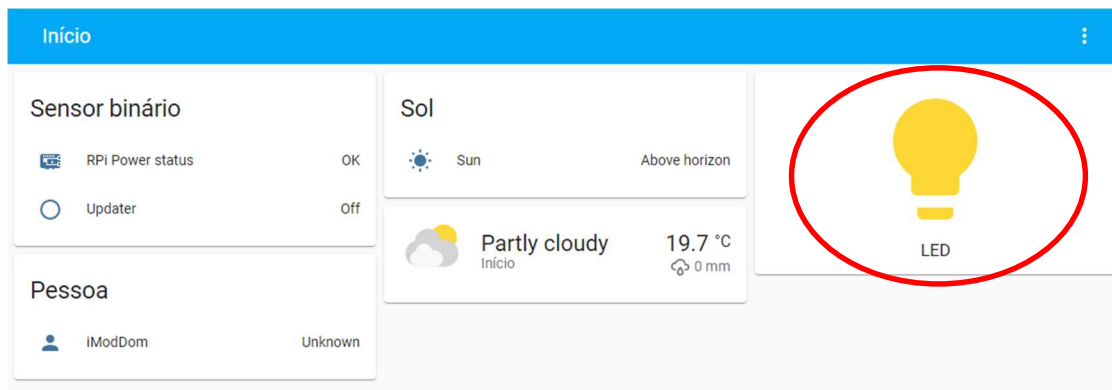 Início
Sensor binário
RPi Power status OK
Updater Off
Pessoa
iModDom Unknown
Sol
Sun Above horizon
Partly cloudy 19.7 °C
Início 0 mm
LED